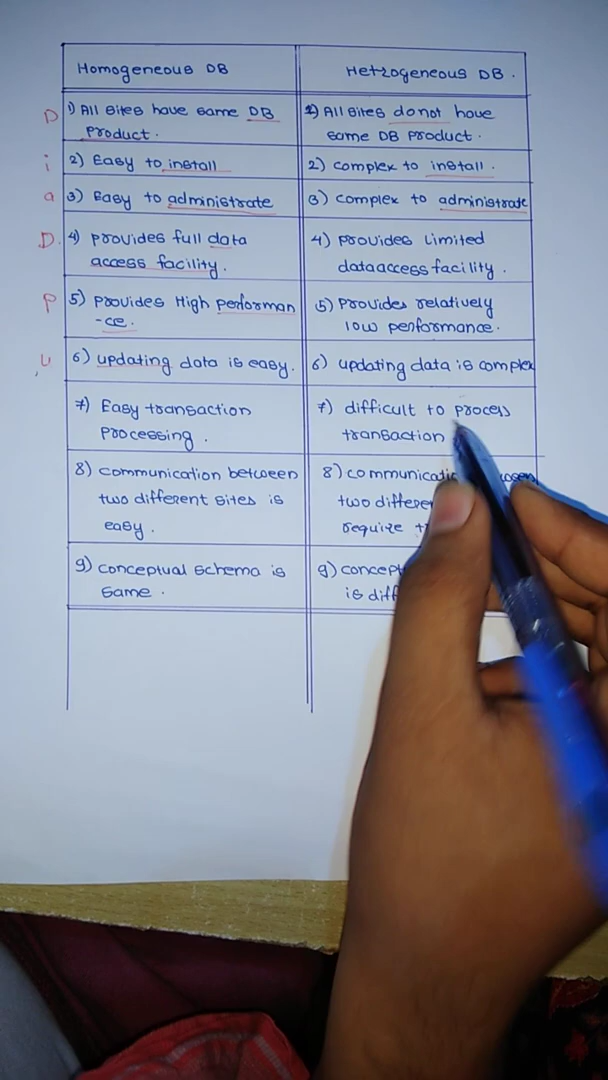 Homogeneous DB
Hetrogeneous DB.
P
1) All sites have same DB
product.
1) All sites donot have
same DB product.
i
2) Easy to install
2) complex to install.
a
3) Easy to administrate
3) complex to administrate
D.
4) provides full data
access facility.
4) provides Limited
dataaccess facility.
P
5) provides High performan
-ce.
5) provides relatively
low performance.
U
6) updating data is easy.
6) updating data is complex
7) Easy transaction
processing.
7) difficult to process
transaction
8) communication between
two different sites is
easy.
8)
two
require
9) conceptual schema is
same.
9)
is